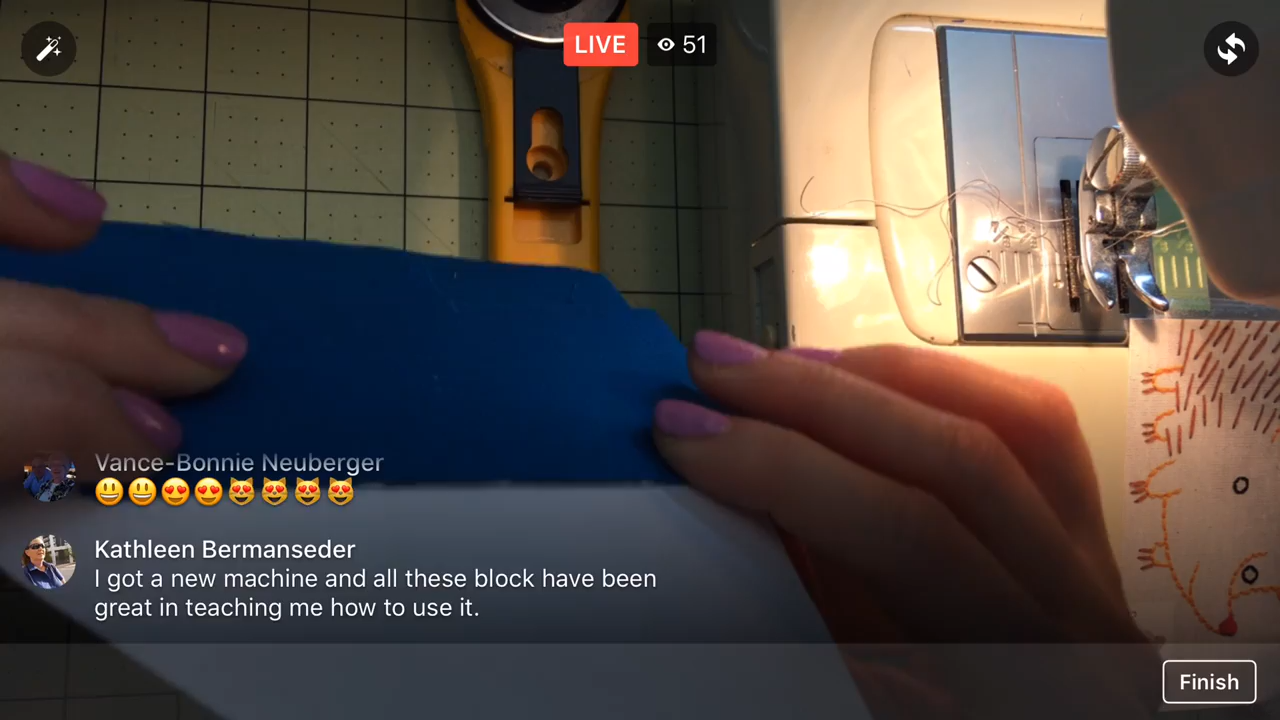 LIVE
51
Vance-Bonnie Neuberger
😃😃😍😍😻😻😻😻
Kathleen Bermanseder
I got a new machine and all these block have been
great in teaching me how to use it.
Finish